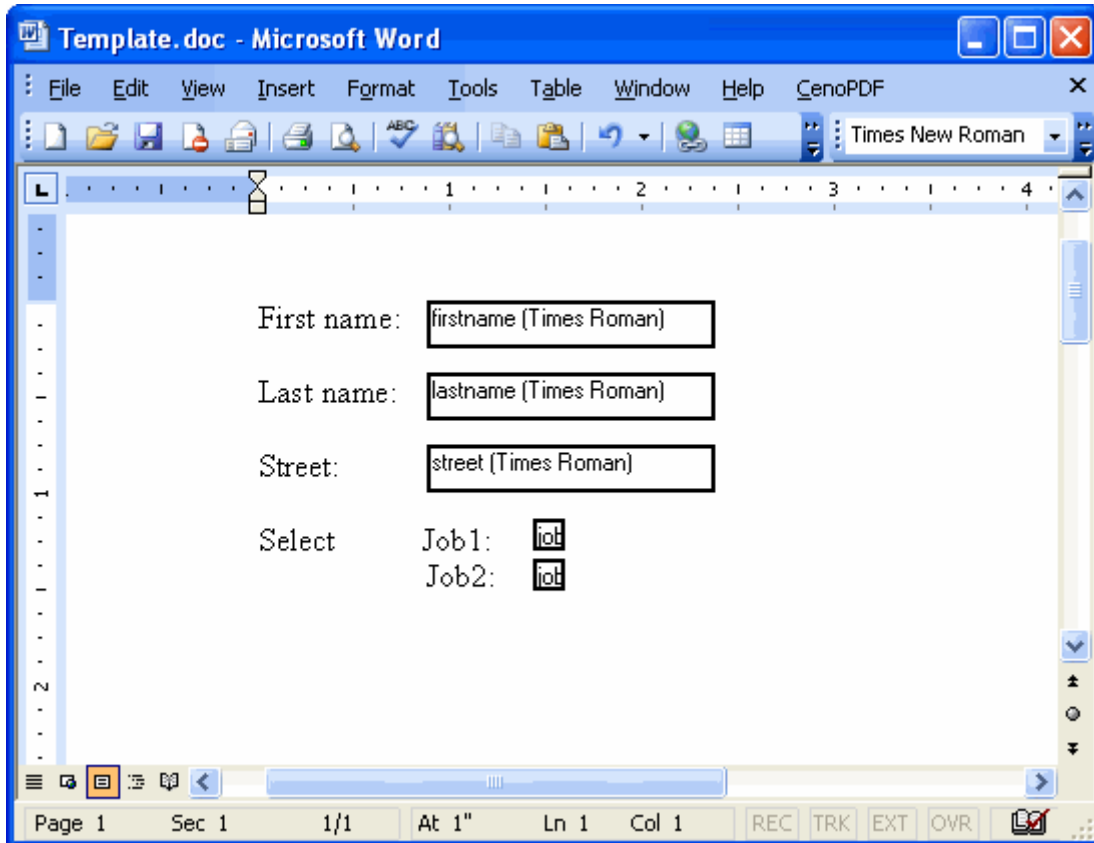 Template.doc - Microsoft Word
File Edit View Insert Format Tools Table Window Help CenoPDF
ABC Times New Roman
L 1 2 3 4
First name: firstname (Times Roman)
Last name: lastname (Times Roman)
Street: street (Times Roman)
1
Select Job1: job
Job2: job
2
Page 1 Sec 1 1/1 At 1" Ln 1 Col 1 REC TRK EXT OVR